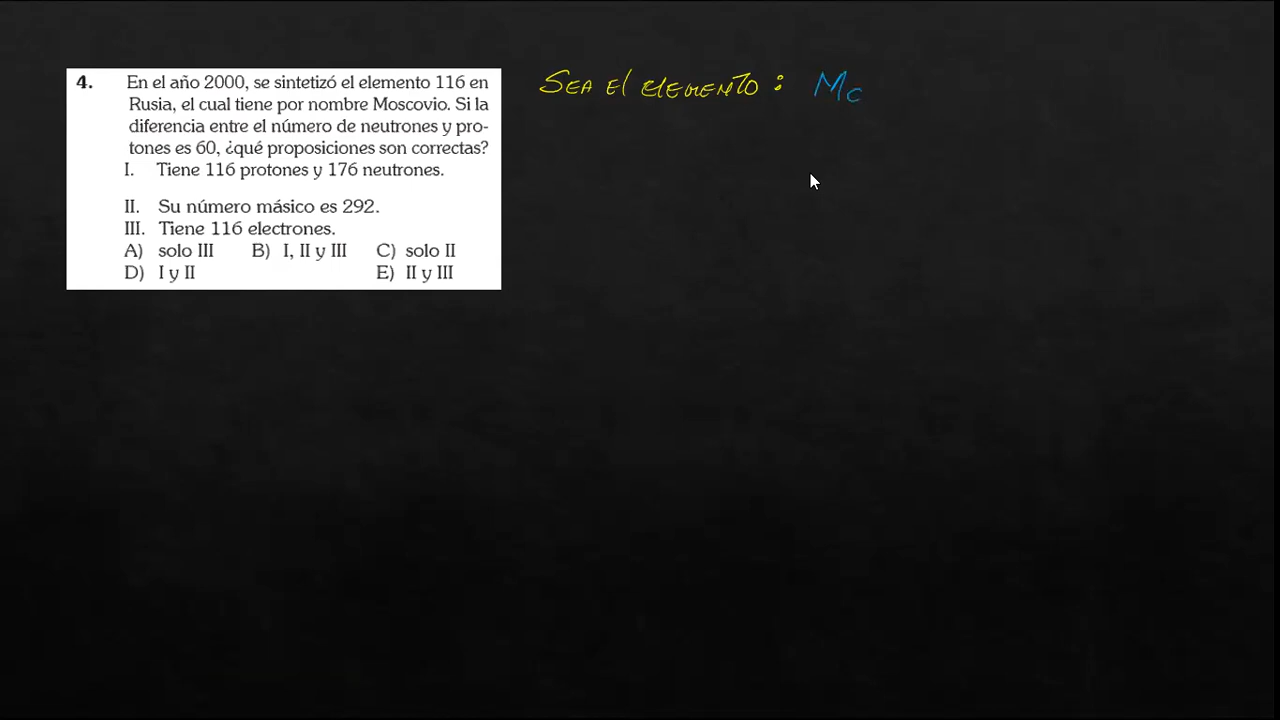 4. En el año 2000, se sintetizó el elemento 116 en
Rusia, el cual tiene por nombre Moscovio. Si la
diferencia entre el número de neutrones y pro-
tones es 60, ¿qué proposiciones son correctas?
I. Tiene 116 protones y 176 neutrones.
II. Su número másico es 292.
III. Tiene 116 electrones.
A) solo III B) I, II y III C) solo II
D) I y II E) II y III
SEA El elEMENTO : Mc